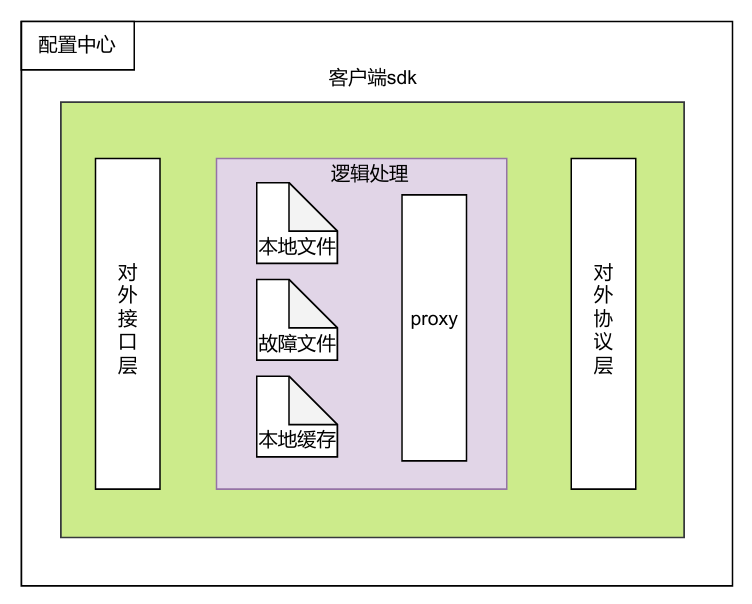 配置中心
客户端sdk
对外接口层
逻辑处理
本地文件
故障文件
本地缓存
proxy
对外协议层